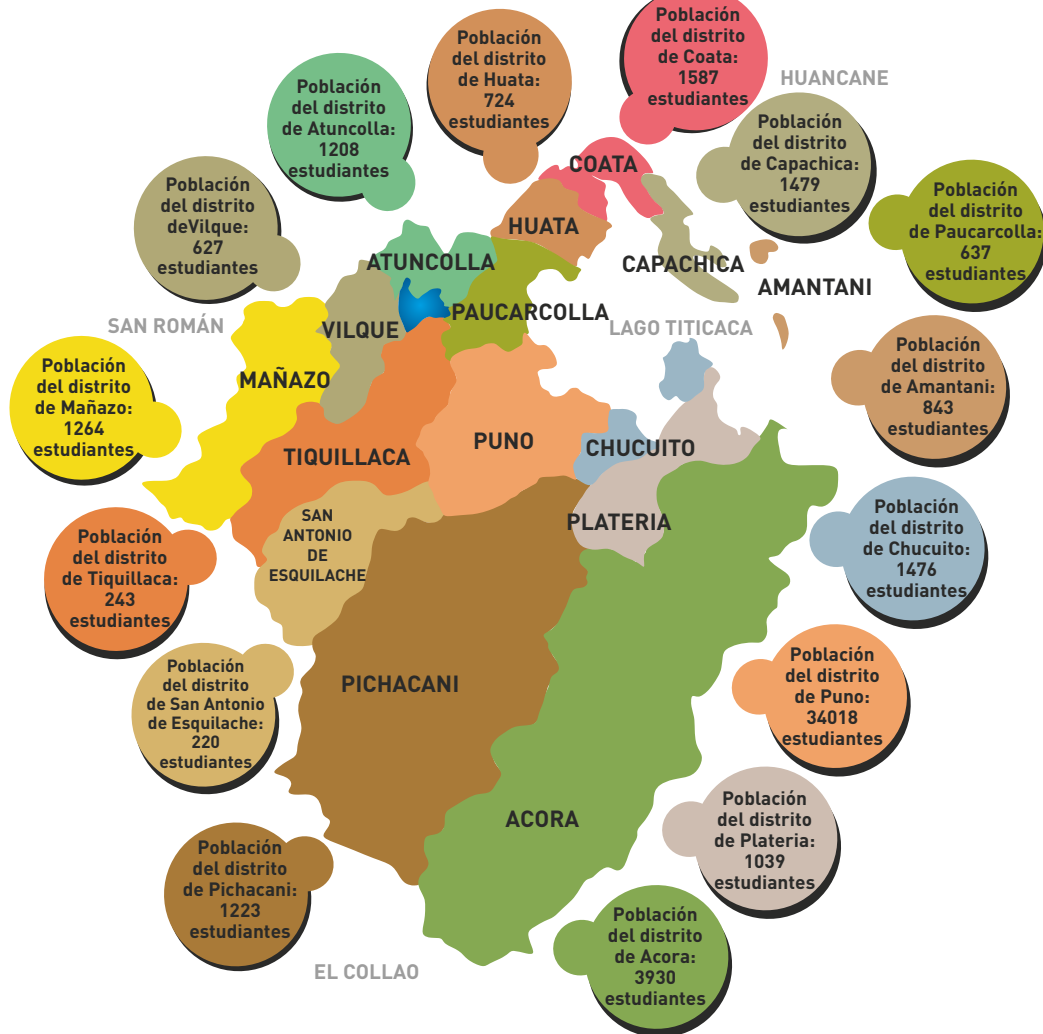 Población
del distrito
de Coata:
1587
estudiantes
Población
del distrito
de Huata:
724
estudiantes
HUANCANE
Población
del distrito
de Atuncolla:
1208
estudiantes
Población
del distrito
de Capachica:
1479
estudiantes
Población
del distrito
deVilque:
627
estudiantes
Población
del distrito
de Paucarcolla:
637
estudiantes
COATA
HUATA
ATUNCOLLA
CAPACHICA
AMANTANI
PAUCARCOLLA
SAN ROMÁN
VILQUE
LAGO TITICACA
Población
del distrito
de Mañazo:
1264
estudiantes
MAÑAZO
Población
del distrito
de Amantani:
843
estudiantes
TIQUILLACA
PUNO
CHUCUITO
SAN
ANTONIO
DE
ESQUILACHE
PLATERIA
Población
del distrito
de Chucuito:
1476
estudiantes
Población
del distrito
de Tiquillaca:
243
estudiantes
PICHACANI
Población
del distrito
de San Antonio
de Esquilache:
220
estudiantes
Población
del distrito
de Puno:
34018
estudiantes
ACORA
Población
del distrito
de Plateria:
1039
estudiantes
Población
del distrito
de Pichacani:
1223
estudiantes
Población
del distrito
de Acora:
3930
estudiantes
EL COLLAO